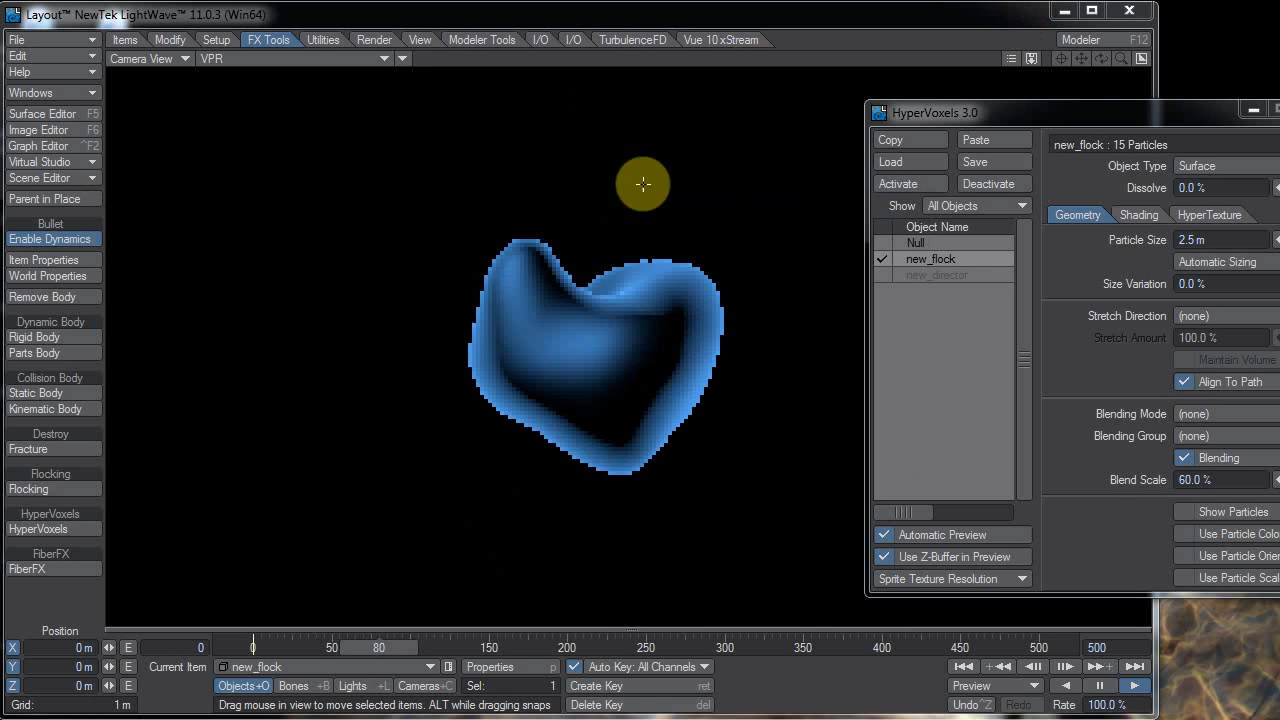 Layout™ NewTek LightWave™ 11.0.3 (Win64)
File Items Modify Setup FX Tools Utilities Render View Modeler Tools I/O I/O TurbulenceFD Vue 10 xStream Modeler F12
Edit Camera View VPR
Help
Windows
Surface Editor F5
Image Editor F6
Graph Editor ^F2
Virtual Studio
Scene Editor
Parent in Place
Bullet
Enable Dynamics
Item Properties
World Properties
Remove Body
Dynamic Body
Rigid Body
Parts Body
Collision Body
Static Body
Kinematic Body
Destroy
Fracture
Flocking
Flocking
HyperVoxels
HyperVoxels
FiberFX
FiberFX
HyperVoxels 3.0
Copy Paste
Load Save
Activate Deactivate
Show All Objects
Object Name
Null
new_flock
new_director
Automatic Preview
Use Z-Buffer in Preview
Sprite Texture Resolution
new_flock : 15 Particles
Object Type Surface
Dissolve 0.0 %
Geometry Shading HyperTexture
Particle Size 2.5 m
Automatic Sizing
Size Variation 0.0 %
Stretch Direction (none)
Stretch Amount 100.0 %
Maintain Volume
Align To Path
Blending Mode (none)
Blending Group (none)
Blending
Blend Scale 60.0 %
Show Particles
Use Particle Colo
Use Particle Orien
Use Particle Scal
Position
X 0 m E 0 0 50 80 150 200 250 300 350 400 450 500 500
Y 0 m E Current Item new_flock Properties p Auto Key: All Channels
Z 0 m E Objects +O Bones +B Lights +L Cameras +C Sel: 1 Create Key ret Preview
Grid: 1 m Drag mouse in view to move selected items. ALT while dragging snaps Delete Key del Undo ^Z Redo Rate 100.0 %